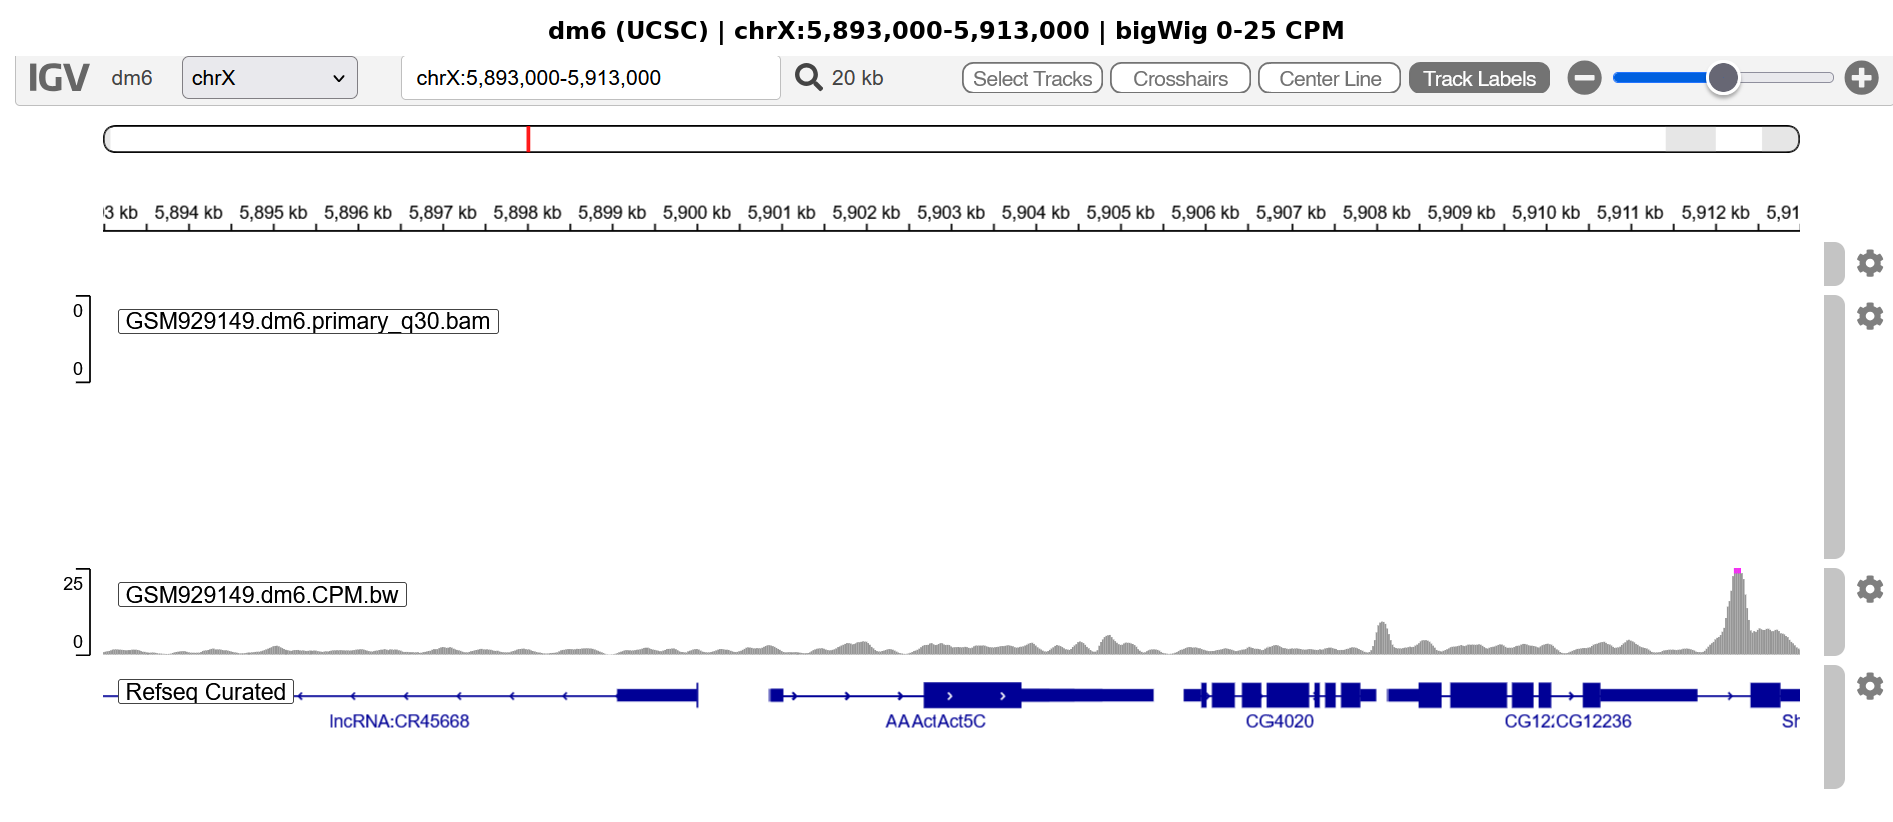 dm6 (UCSC) | chrX:5,893,000-5,913,000 | bigWig 0-25 CPM
IGV dm6 chrX chrX:5,893,000-5,913,000 20 kb Select Tracks Crosshairs Center Line Track Labels
3 kb 5,894 kb 5,895 kb 5,896 kb 5,897 kb 5,898 kb 5,899 kb 5,900 kb 5,901 kb 5,902 kb 5,903 kb 5,904 kb 5,905 kb 5,906 kb 5,907 kb 5,908 kb 5,909 kb 5,910 kb 5,911 kb 5,912 kb 5,91
0
GSM929149.dm6.primary_q30.bam
0
25
GSM929149.dm6.CPM.bw
0
Refseq Curated
lncRNA:CR45668 Act5C CG4020 CG12236 Sh